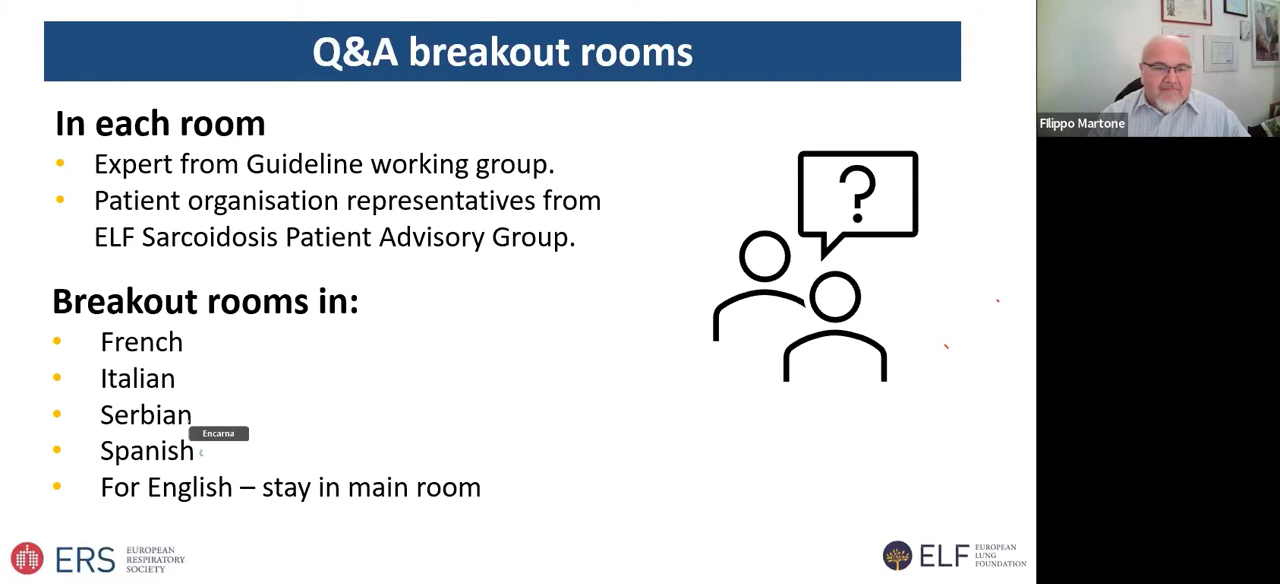 Q&A breakout rooms
In each room
Expert from Guideline working group.
Patient organisation representatives from
ELF Sarcoidosis Patient Advisory Group.
?
Breakout rooms in:
French
Italian
Serbian
Encarna
Spanish
For English – stay in main room
ERS
EUROPEAN
RESPIRATORY
SOCIETY
ELF
EUROPEAN
LUNG
FOUNDATION
FIlippo Martone